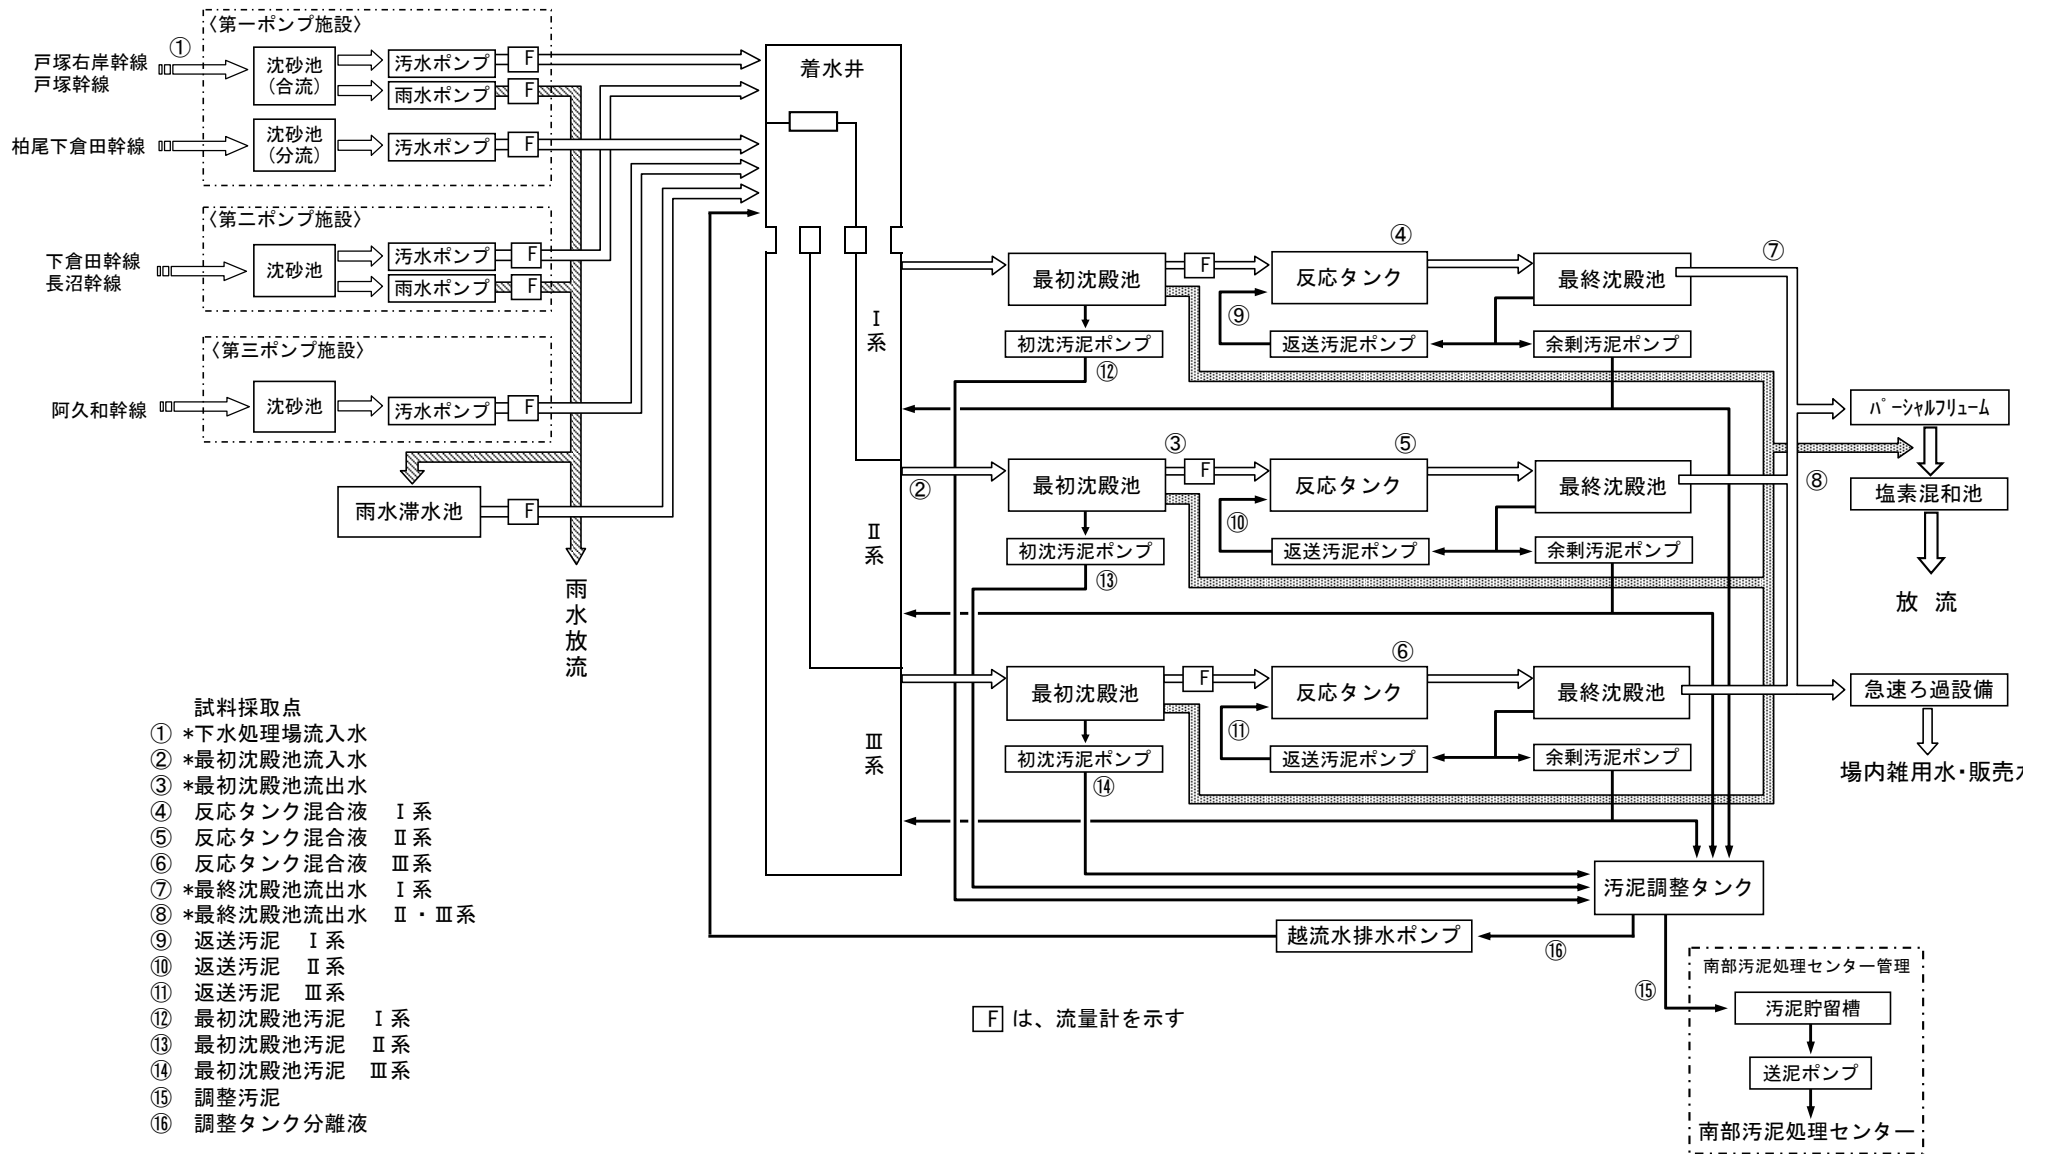 〈第一ポンプ施設〉
①
戸塚右岸幹線
戸塚幹線
沈砂池
(合流)
汚水ポンプ
F
雨水ポンプ
F
柏尾下倉田幹線
沈砂池
(分流)
汚水ポンプ
F
〈第二ポンプ施設〉
下倉田幹線
長沼幹線
沈砂池
汚水ポンプ
F
雨水ポンプ
F
〈第三ポンプ施設〉
阿久和幹線
沈砂池
汚水ポンプ
F
雨水滞水池
F
雨水放流
着水井
Ⅰ系
Ⅱ系
Ⅲ系
最初沈殿池
F
④
反応タンク
最終沈殿池
⑦
⑨
初沈汚泥ポンプ
返送汚泥ポンプ
余剰汚泥ポンプ
⑫
②
最初沈殿池
③
F
⑤
反応タンク
最終沈殿池
⑧
⑩
初沈汚泥ポンプ
返送汚泥ポンプ
余剰汚泥ポンプ
⑬
最初沈殿池
F
⑥
反応タンク
最終沈殿池
⑪
初沈汚泥ポンプ
返送汚泥ポンプ
余剰汚泥ポンプ
⑭
パーシャルフリューム
塩素混和池
放 流
急速ろ過設備
場内雑用水・販売
汚泥調整タンク
越流水排水ポンプ
⑯
⑮
南部汚泥処理センター管理
汚泥貯留槽
送泥ポンプ
南部汚泥処理センター
F は、流量計を示す
試料採取点
① *下水処理場流入水
② *最初沈殿池流入水
③ *最初沈殿池流出水
④ 反応タンク混合液 Ⅰ系
⑤ 反応タンク混合液 Ⅱ系
⑥ 反応タンク混合液 Ⅲ系
⑦ *最終沈殿池流出水 Ⅰ系
⑧ *最終沈殿池流出水 Ⅱ・Ⅲ系
⑨ 返送汚泥 Ⅰ系
⑩ 返送汚泥 Ⅱ系
⑪ 返送汚泥 Ⅲ系
⑫ 最初沈殿池汚泥 Ⅰ系
⑬ 最初沈殿池汚泥 Ⅱ系
⑭ 最初沈殿池汚泥 Ⅲ系
⑮ 調整汚泥
⑯ 調整タンク分離液